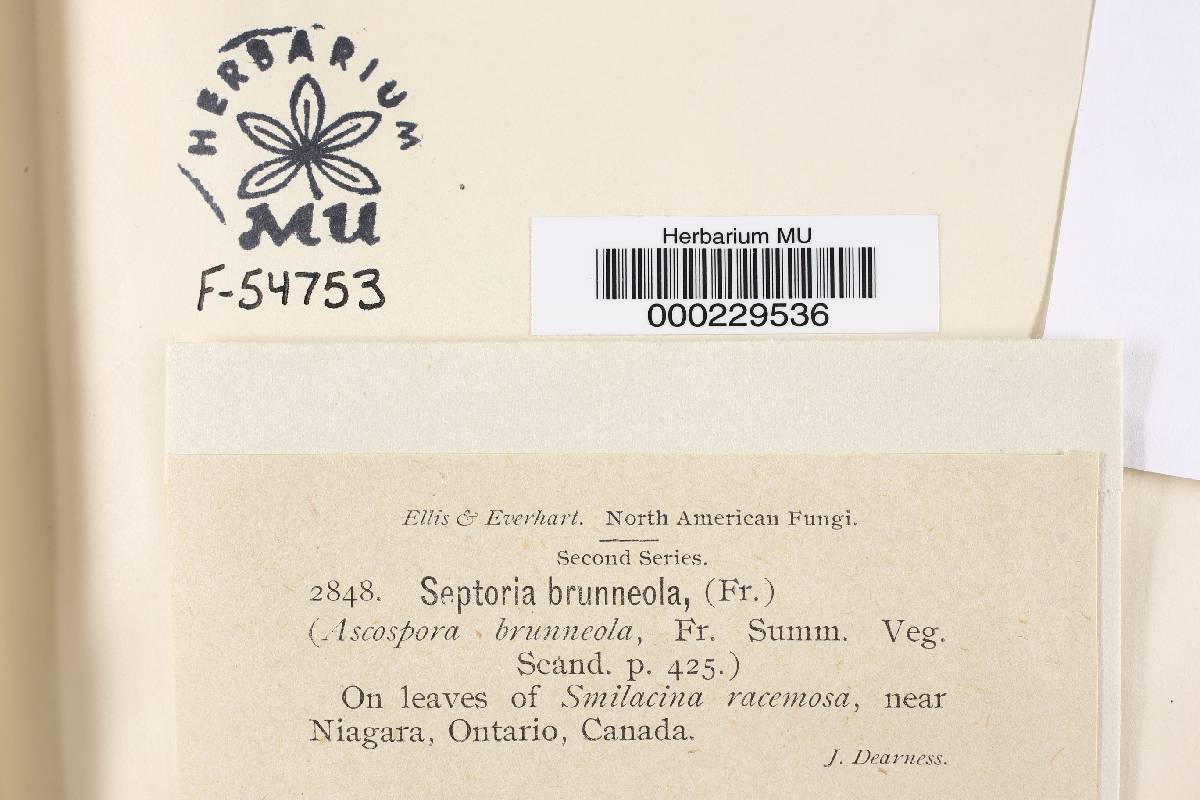 HERBARIUM
MU
F-54753
Herbarium MU
000229536
Ellis & Everhart. North American Fungi.
Second Series.
2848. Septoria brunneola, (Fr.)
(Ascospora brunneola, Fr. Summ. Veg.
Scand. p. 425.)
On leaves of Smilacina racemosa, near
Niagara, Ontario, Canada.
J. Dearness.